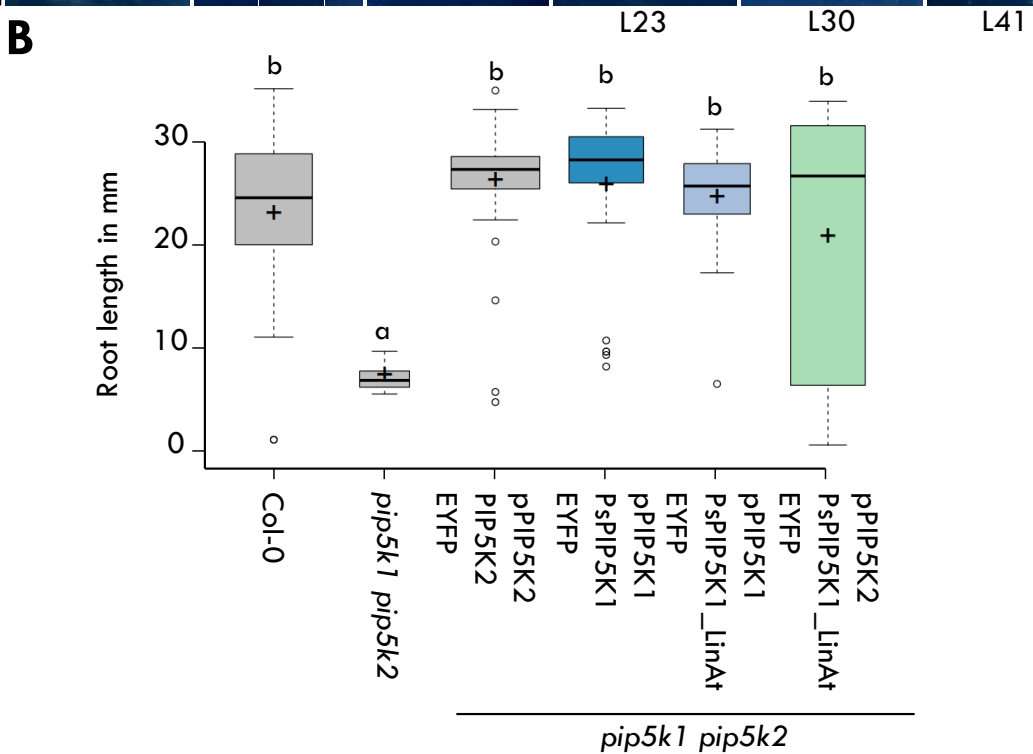 L23 L30 L41
B
b b b b b
a
Root length in mm
30
20
10
0
Col-0
pip5k1 pip5k2
pPIP5K2
PIP5K2
EYFP
pPIP5K1
PsPIP5K1
EYFP
pPIP5K1
PsPIP5K1_LinAt
EYFP
pPIP5K2
PsPIP5K1_LinAt
EYFP
pip5k1 pip5k2